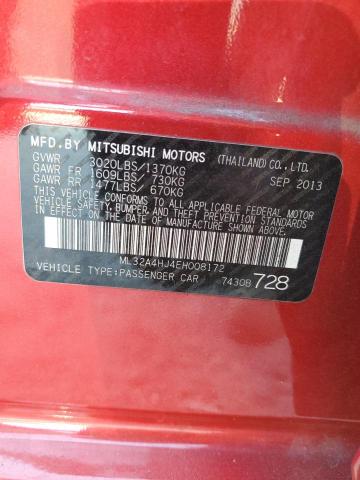 MFD.BY MITSUBISHI MOTORS (THAILAND)CO.,LTD.
GVWR 3020LBS/1370KG SEP 2013
GAWR FR 1609LBS/ 730KG
GAWR RR 1477LBS/ 670KG
THIS VEHICLE CONFORMS TO ALL APPLICABLE FEDERAL MOTOR
VEHICLE SAFETY, BUMPER, AND THEFT PREVENTION
STANDARDS IN EFFECT ON THE DATE OF MANUFACTURE
SHOWN ABOVE.
ML32A4HJ4EH008172
VEHICLE TYPE:PASSENGER CAR 74308 728